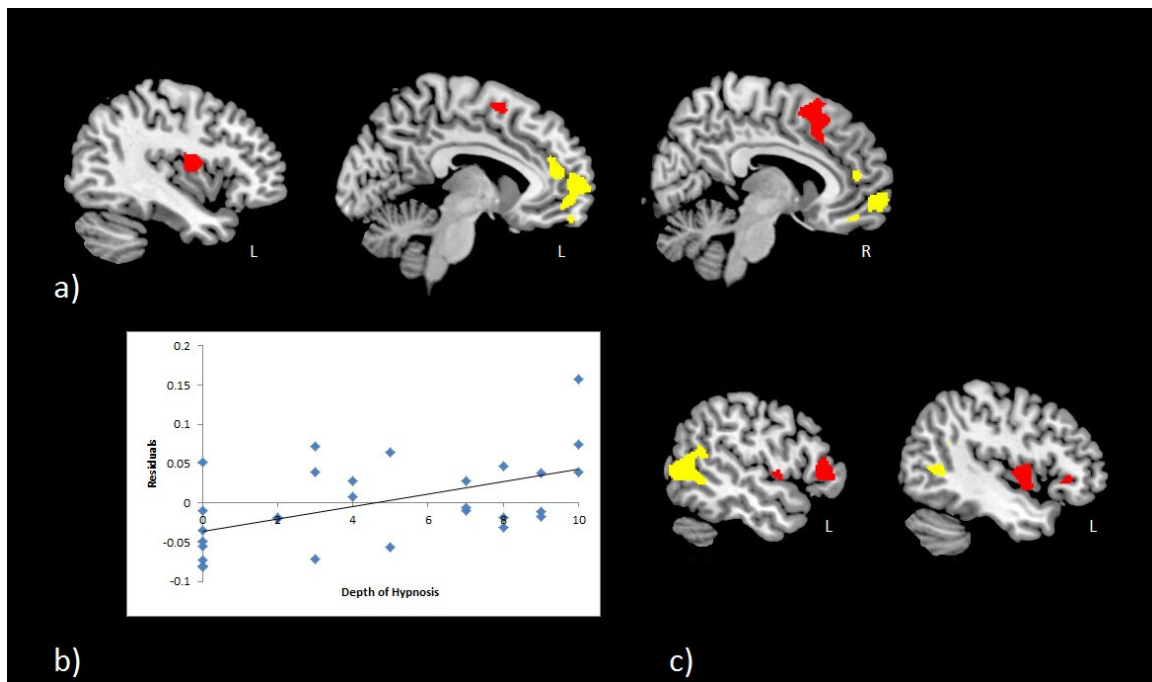 L L R
a)
0.2
0.15
0.1
0.05
0
-0.05
-0.1
Residuals
0 2 4 6 8 10
Depth of Hypnosis
L L
b) c)